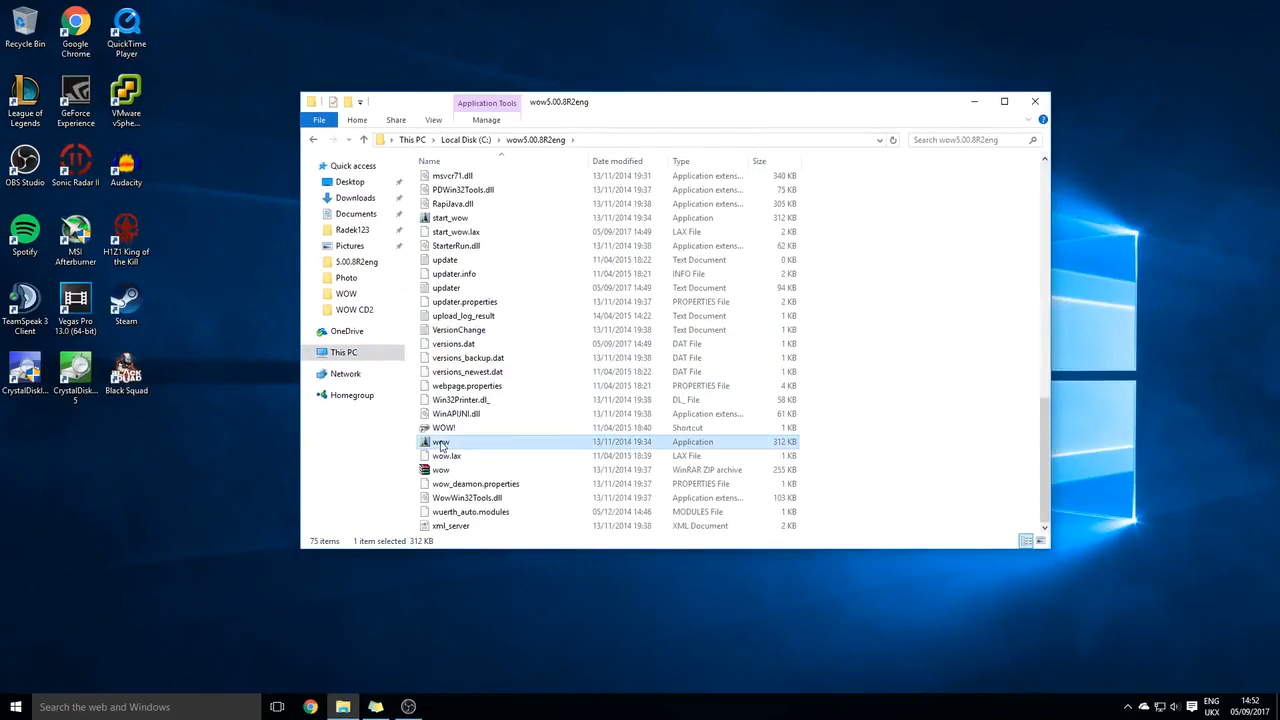 Recycle Bin
Google Chrome
QuickTime Player
League of Legends
GeForce Experience
VMware vSphe...
OBS Studio
Sonic Radar II
Audacity
Spotify
MSI Afterburner
H1Z1 King of the Kill
TeamSpeak 3 Client
Vegas Pro 13.0 (64-bit)
Steam
CrystalDiskI...
CrystalDisk... 5
Black Squad
Application Tools
wow5.00.8R2eng
File Home Share View Manage
This PC Local Disk (C:) wow5.00.8R2eng
Search wow5.00.8R2eng
Quick access
Desktop
Downloads
Documents
Radek123
Pictures
5.00.8R2eng
Photo
WOW
WOW CD2
OneDrive
This PC
Network
Homegroup
Name Date modified Type Size
msvcr71.dll 13/11/2014 19:31 Application extens... 340 KB
PDWin32Tools.dll 13/11/2014 19:37 Application extens... 75 KB
RapiJava.dll 13/11/2014 19:38 Application extens... 305 KB
start_wow 13/11/2014 19:34 Application 312 KB
start_wow.lax 05/09/2017 14:49 LAX File 2 KB
StarterRun.dll 13/11/2014 19:38 Application extens... 62 KB
update 11/04/2015 18:22 Text Document 0 KB
updater.info 11/04/2015 18:21 INFO File 2 KB
updater 05/09/2017 14:49 Text Document 94 KB
updater.properties 13/11/2014 19:37 PROPERTIES File 2 KB
upload_log_result 14/04/2015 14:22 Text Document 1 KB
VersionChange 13/11/2014 19:38 Text Document 1 KB
versions.dat 05/09/2017 14:49 DAT File 2 KB
versions_backup.dat 13/11/2014 19:38 DAT File 2 KB
versions_newest.dat 11/04/2015 18:22 DAT File 2 KB
webpage.properties 11/04/2015 18:21 PROPERTIES File 4 KB
Win32Printer.dl_ 13/11/2014 19:38 DL_ File 58 KB
WinAPIJNI.dll 13/11/2014 19:38 Application extens... 61 KB
WOW! 11/04/2015 18:40 Shortcut 1 KB
wow 13/11/2014 19:34 Application 312 KB
wow.lax 11/04/2015 18:39 LAX File 1 KB
wow 13/11/2014 19:37 WinRAR ZIP archive 255 KB
wow_deamon.properties 13/11/2014 19:37 PROPERTIES File 1 KB
WowWin32Tools.dll 13/11/2014 19:37 Application extens... 103 KB
wuerth_auto.modules 05/12/2014 14:46 MODULES File 1 KB
xml_server 13/11/2014 19:38 XML Document 2 KB
75 items 1 item selected 312 KB
Search the web and Windows
ENG
UKX
14:52
05/09/2017